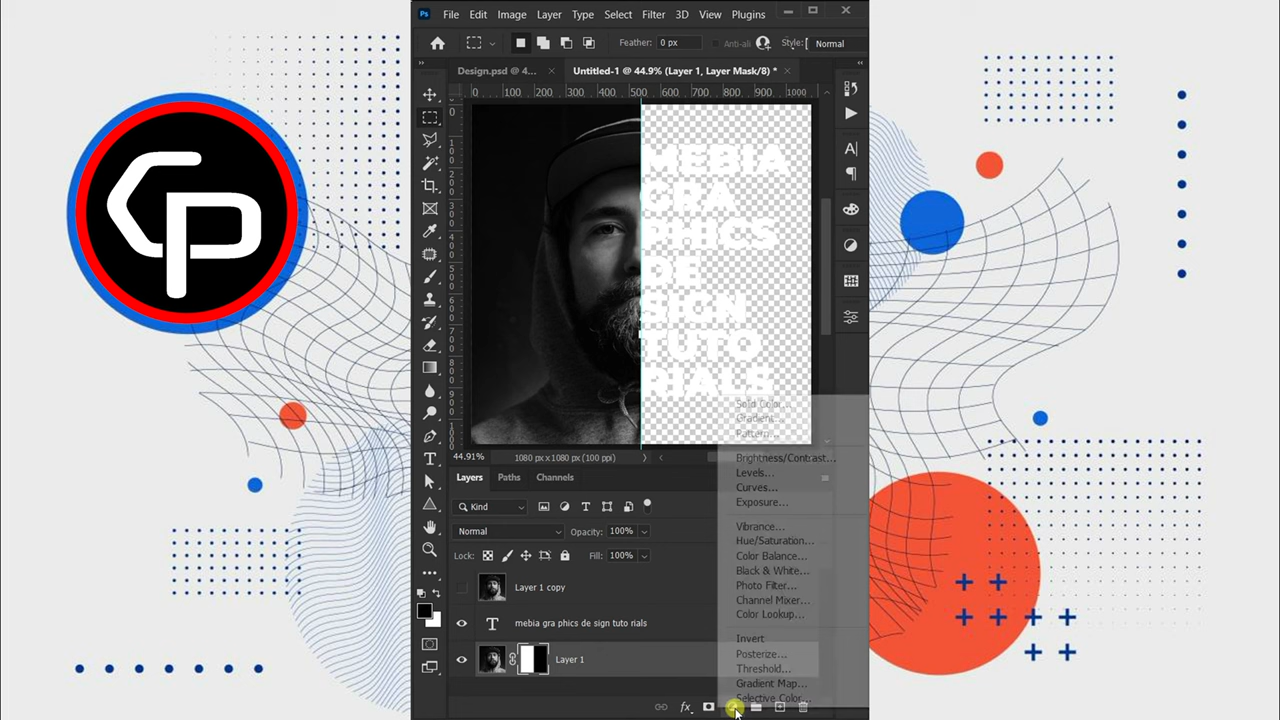 CP
Ps File Edit Image Layer Type Select Filter 3D View Plugins
Feather: 0 px Anti-ali Style: Normal
Design.psd @ 4... Untitled-1 @ 44.9% (Layer 1, Layer Mask/8) *
0 100 200 300 400 500 600 700 800 900 1000
MEBIA
GRA
PHICS
DE
SIGN
TUTO
RIALS
44.91% 1080 px x 1080 px (100 ppi)
Layers Paths Channels
Kind
Normal Opacity: 100%
Lock: Fill: 100%
Layer 1 copy
mebia gra phics de sign tuto rials
Layer 1
fx
Solid Color...
Gradient...
Pattern...
Brightness/Contrast...
Levels...
Curves...
Exposure...
Vibrance...
Hue/Saturation...
Color Balance...
Black & White...
Photo Filter...
Channel Mixer...
Color Lookup...
Invert
Posterize...
Threshold...
Gradient Map...
Selective Color...